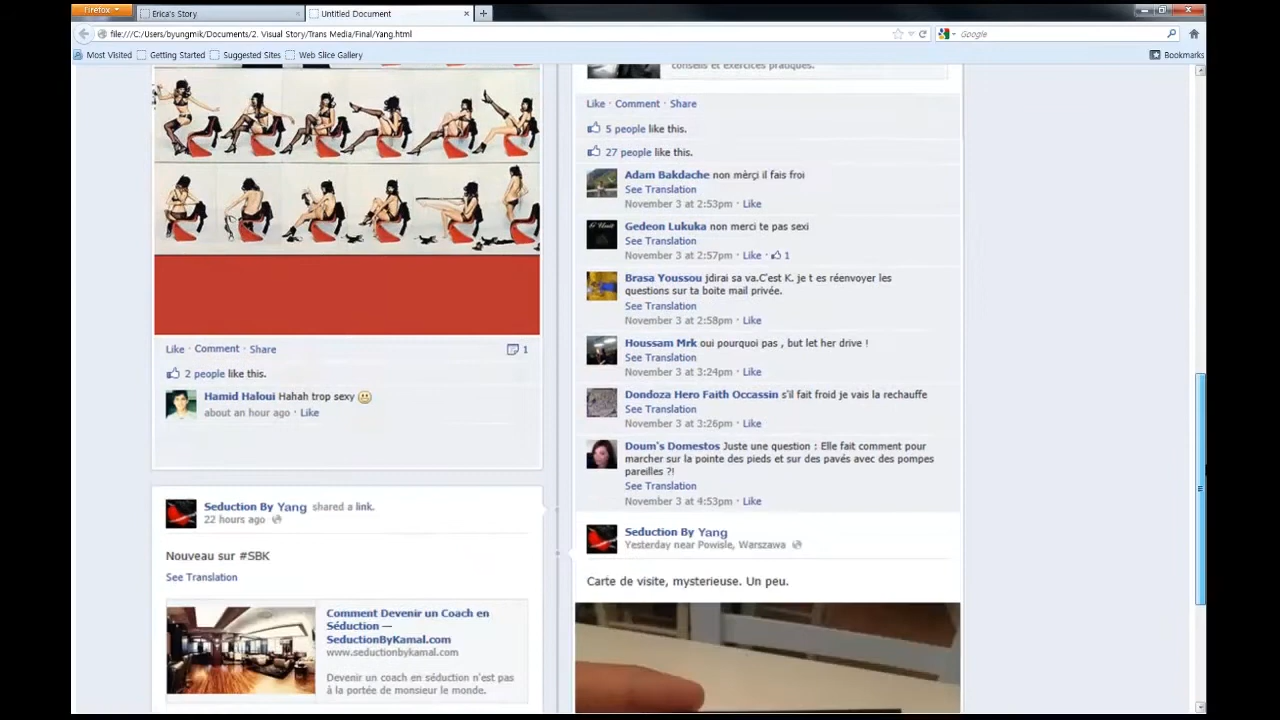 Firefox
Erica's Story
Untitled Document
file:///C:/Users/byungmik/Documents/2. Visual Story/Trans Media/Final/Yang.html
Google
Most Visited
Getting Started
Suggested Sites
Web Slice Gallery
Bookmarks
Like · Comment · Share
1
2 people like this.
Hamid Haloui Hahah trop sexy
about an hour ago · Like
Seduction By Yang shared a link.
22 hours ago
Nouveau sur #SBK
See Translation
Comment Devenir un Coach en
Séduction —
SeductionByKamal.com
www.seductionbykamal.com
Devenir un coach en séduction n'est pas
à la portée de monsieur le monde.
conseils et exercices pratiques.
Like · Comment · Share
5 people like this.
27 people like this.
Adam Bakdache non mèrçi il fais froi
See Translation
November 3 at 2:53pm · Like
Gedeon Lukuka non merci te pas sexi
See Translation
November 3 at 2:57pm · Like · 1
Brasa Youssou jdirai sa va.C'est K. je t es réenvoyer les
questions sur ta boite mail privée.
See Translation
November 3 at 2:58pm · Like
Houssam Mrk oui pourquoi pas , but let her drive !
See Translation
November 3 at 3:24pm · Like
Dondoza Hero Faith Occassin s'il fait froid je vais la rechauffe
See Translation
November 3 at 3:26pm · Like
Doum's Domestos Juste une question : Elle fait comment pour
marcher sur la pointe des pieds et sur des pavés avec des pompes
pareilles ?!
See Translation
November 3 at 4:53pm · Like
Seduction By Yang
Yesterday near Powisle, Warszawa
Carte de visite, mysterieuse. Un peu.